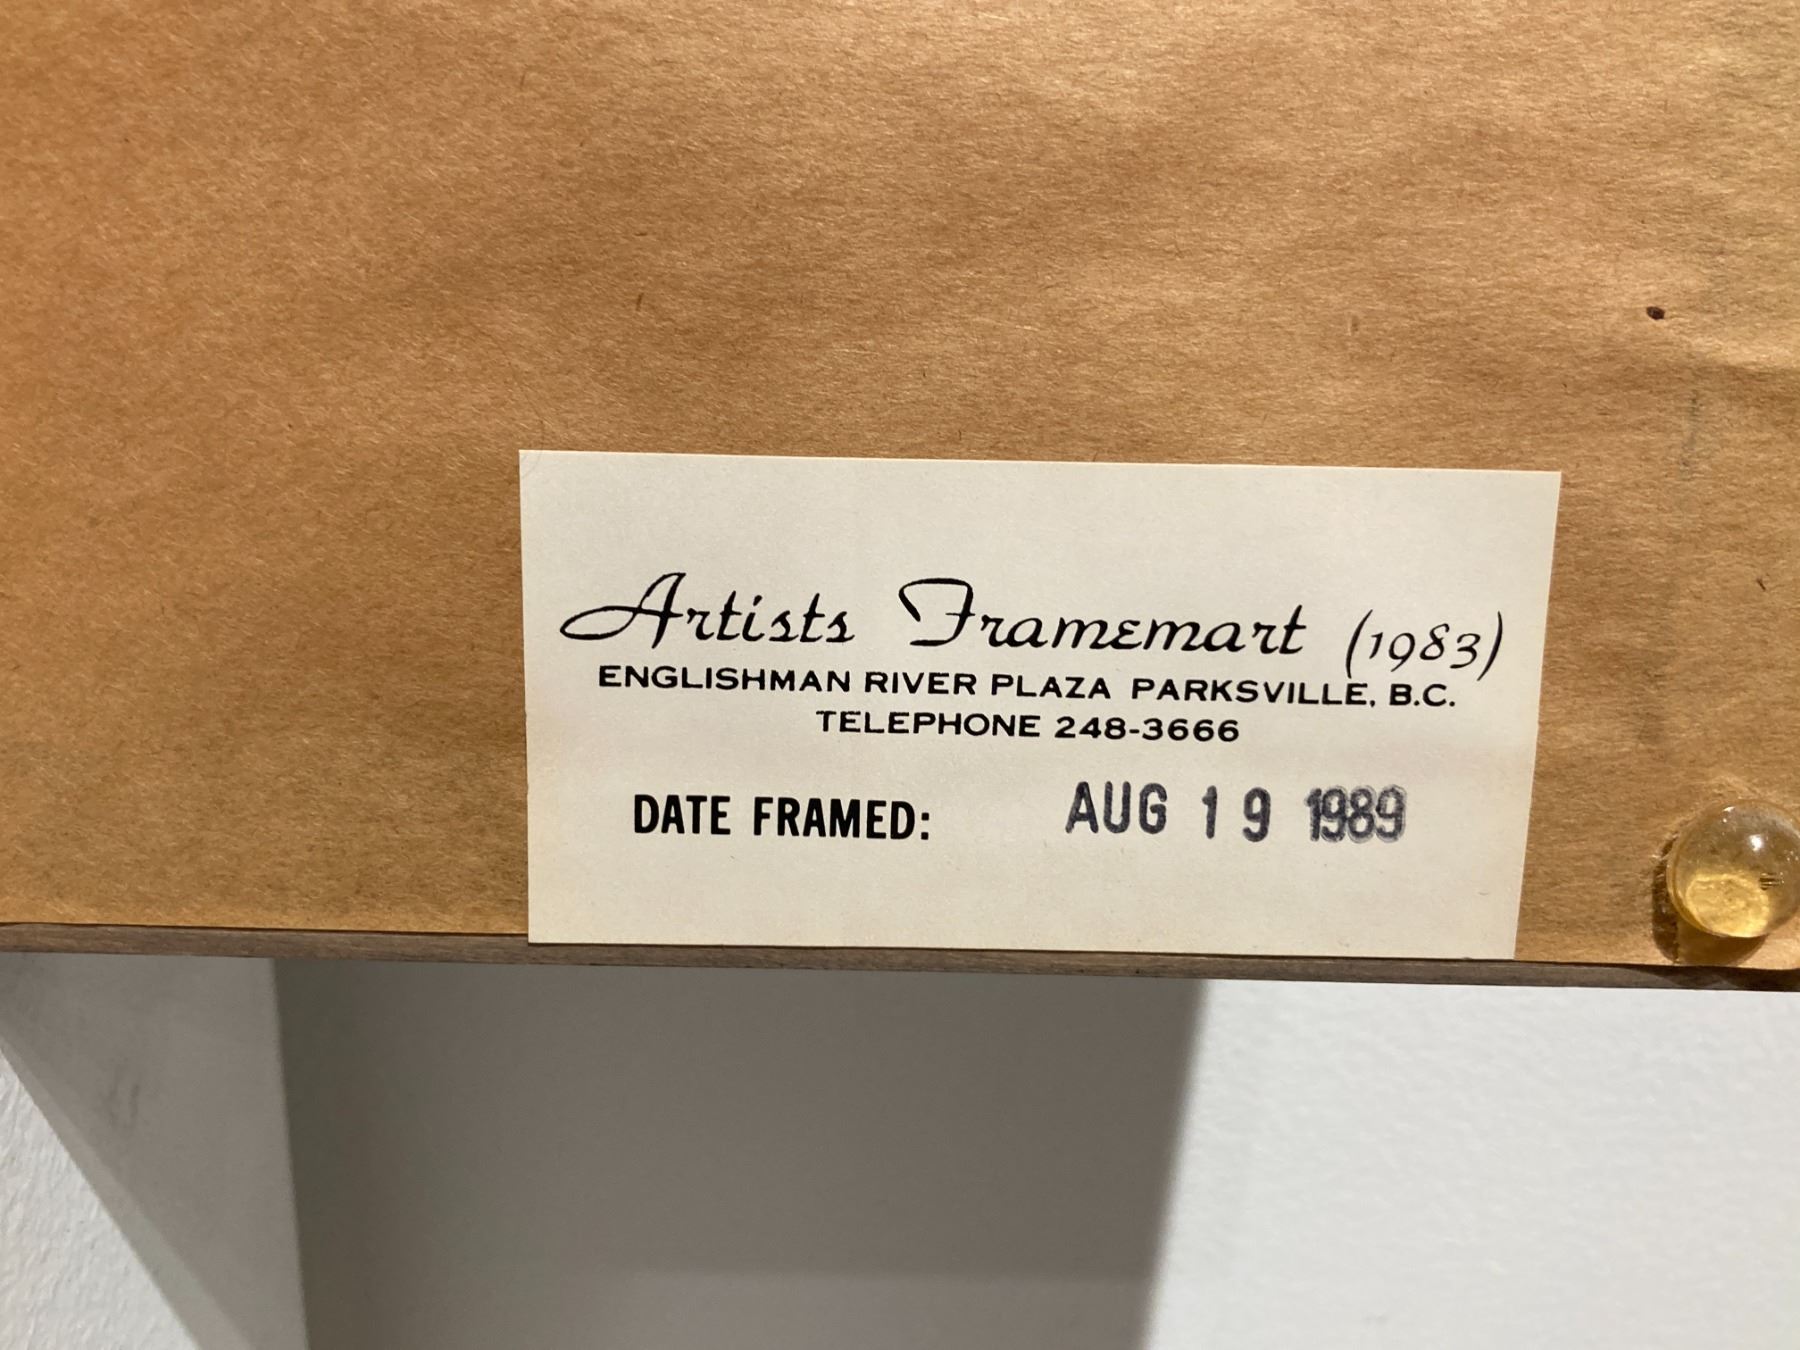 Artists Framemart (1983)
ENGLISHMAN RIVER PLAZA PARKSVILLE, B.C.
TELEPHONE 248-3666
DATE FRAMED: AUG 19 1989